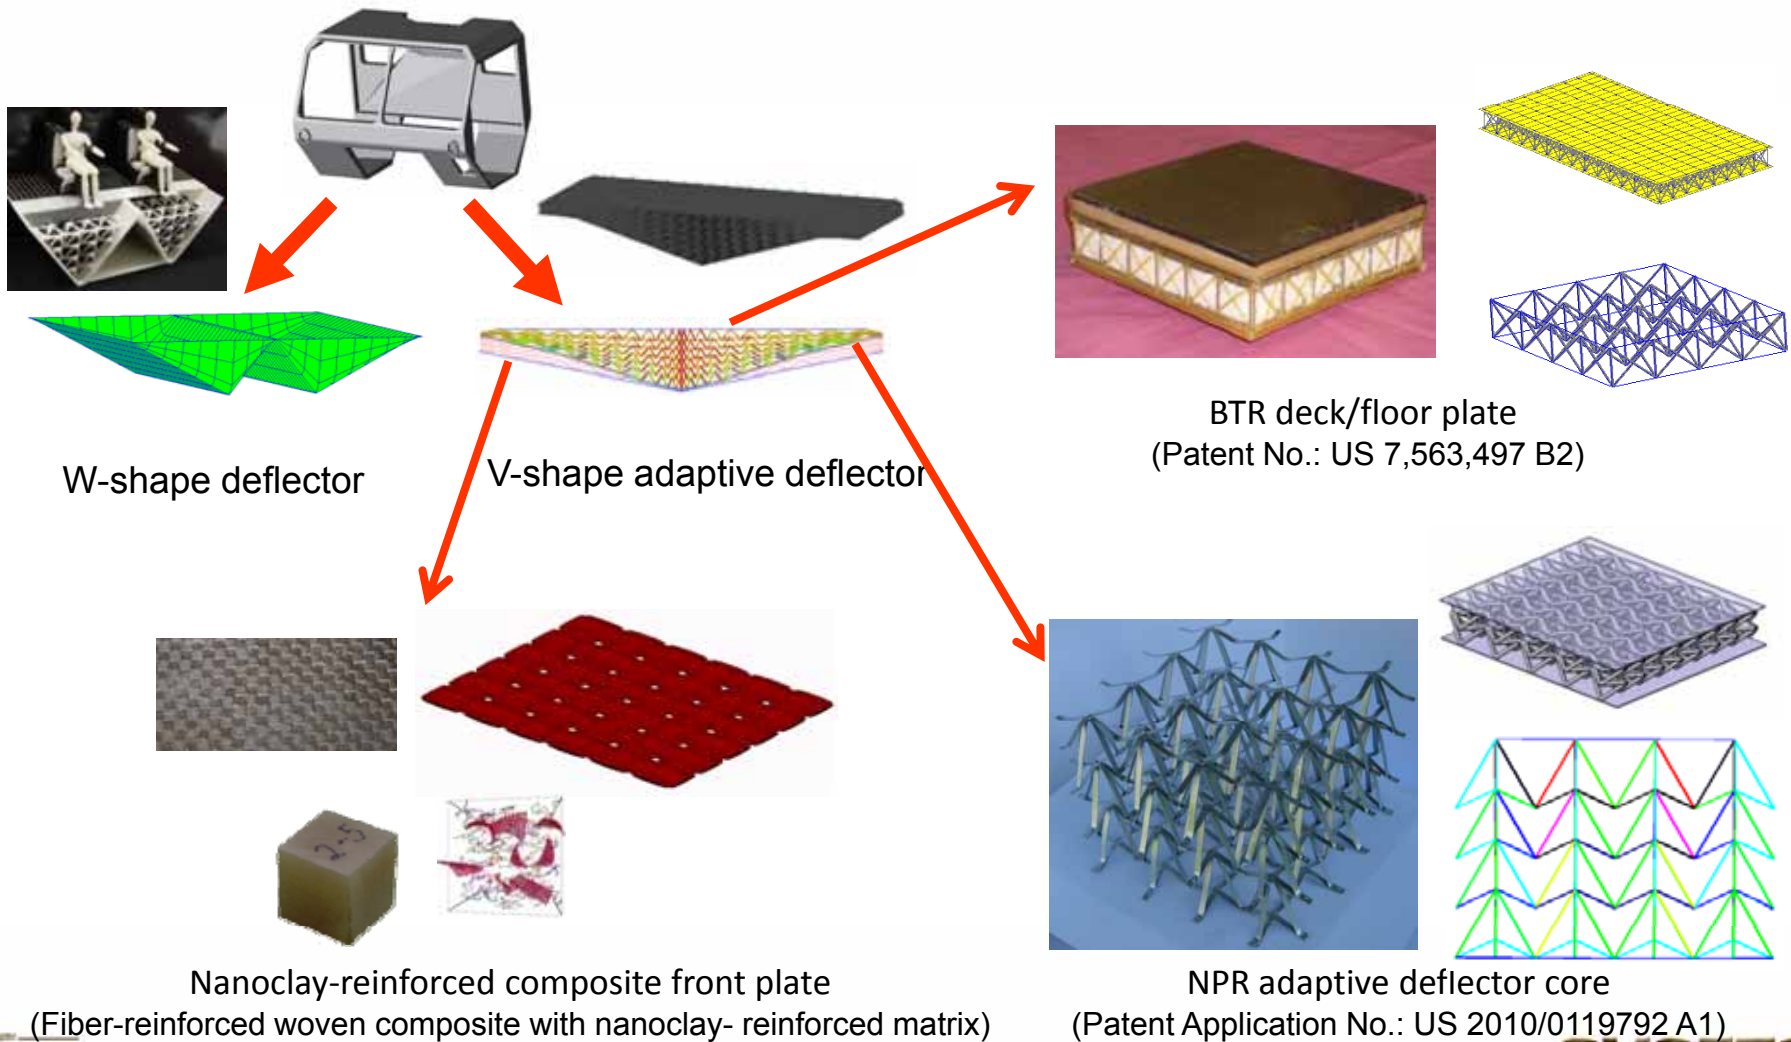 BTR deck/floor plate
(Patent No.: US 7,563,497 B2)
W-shape deflector
V-shape adaptive deflector
2-5
Nanoclay-reinforced composite front plate
(Fiber-reinforced woven composite with nanoclay- reinforced matrix)
NPR adaptive deflector core
(Patent Application No.: US 2010/0119792 A1)